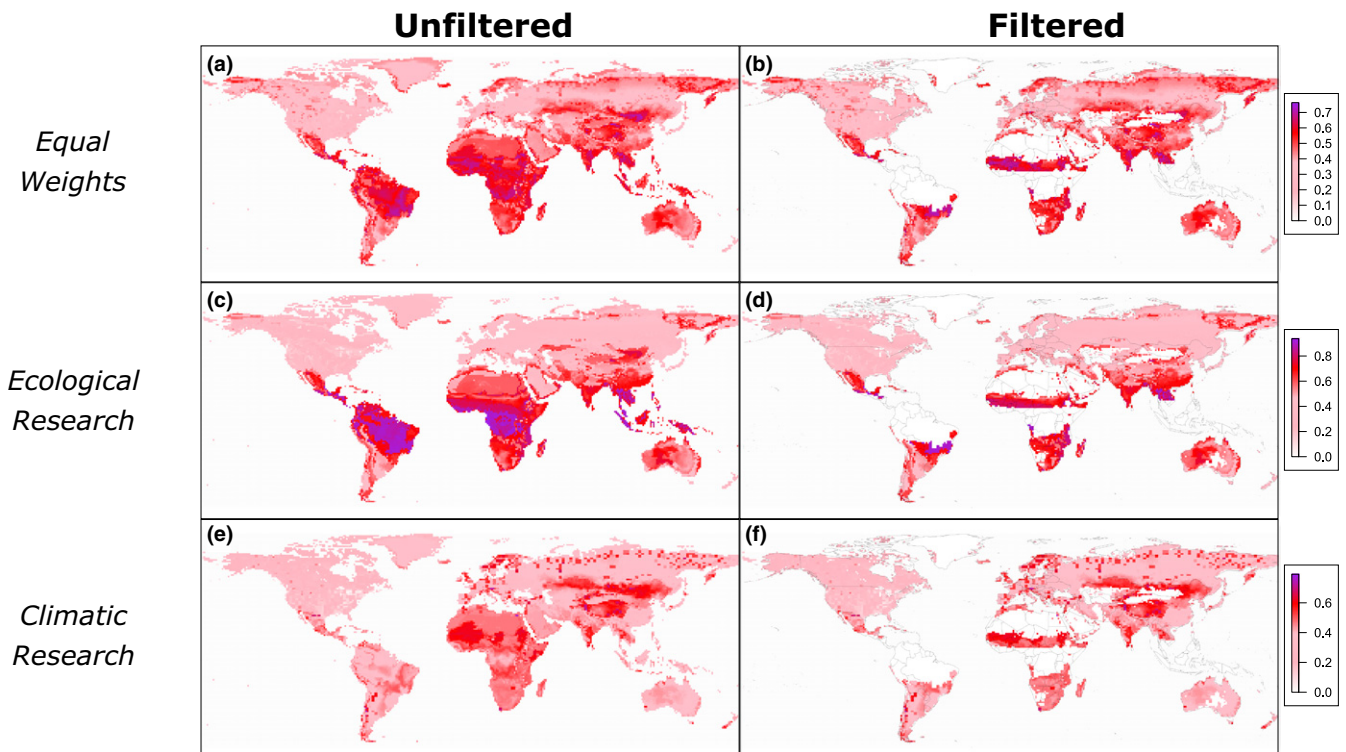 Unfiltered
Filtered
(a)
(b)
Equal
Weights
0.7
0.6
0.5
0.4
0.3
0.2
0.1
0.0
(c)
(d)
Ecological
Research
0.8
0.6
0.4
0.2
0.0
(e)
(f)
Climatic
Research
0.6
0.4
0.2
0.0